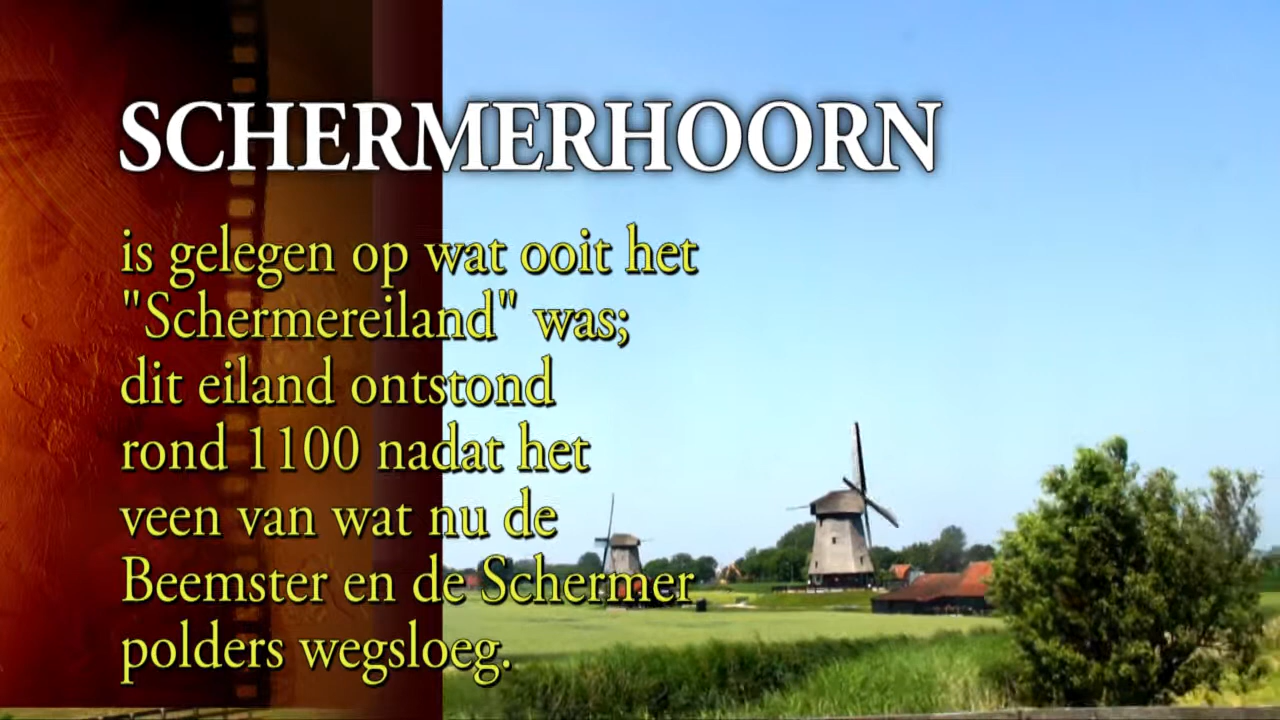 SCHERMERHOORN
is gelegen op wat ooit het
"Schermereiland" was;
dit eiland ontstond
rond 1100 nadat het
veen van wat nu de
Beemster en de Schermer
polders wegsloeg.